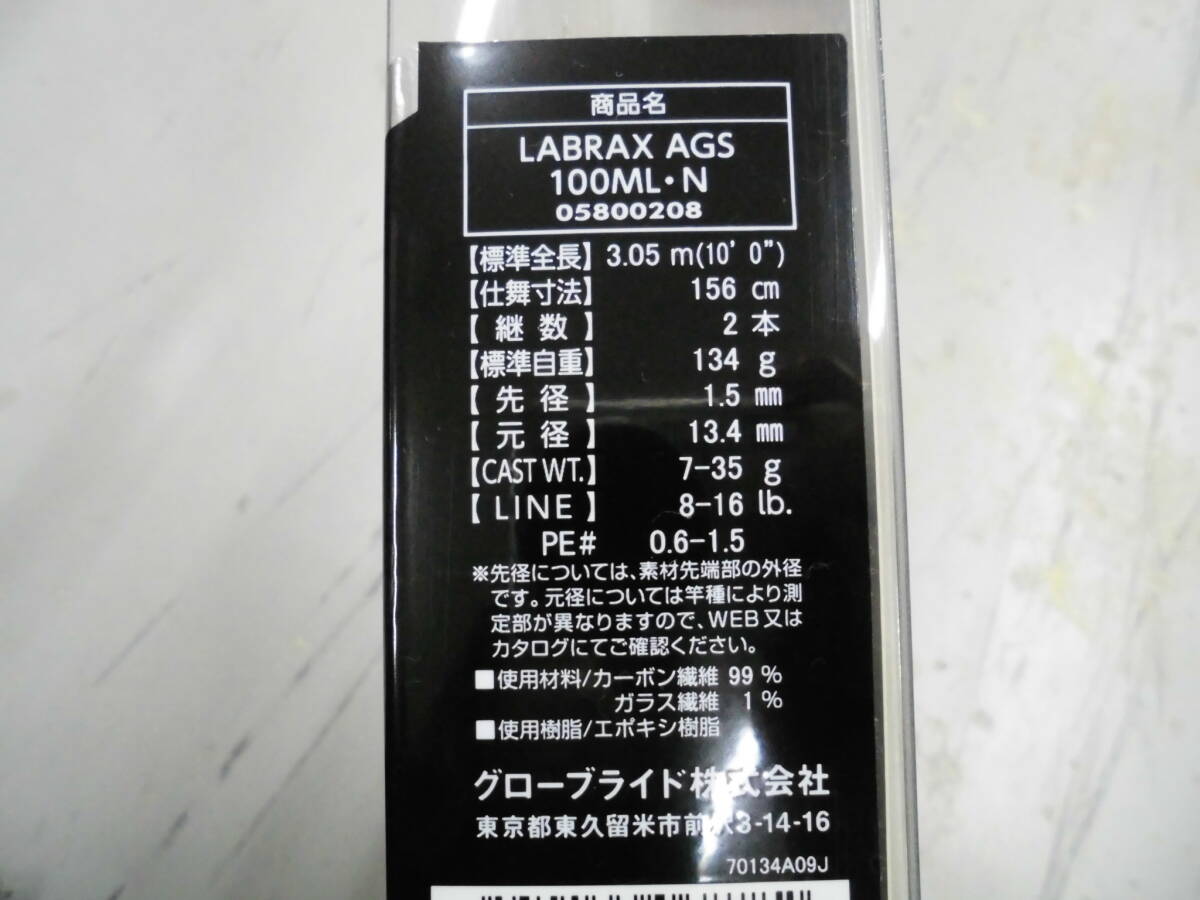 商品名
LABRAX AGS
100ML・N
05800208
【標準全長】 3.05 m(10' 0")
【仕舞寸法】 156 cm
【 継 数 】 2 本
【標準自重】 134 g
【 先 径 】 1.5 mm
【 元 径 】 13.4 mm
【CAST WT.】 7-35 g
【 LINE 】 8-16 lb.
PE# 0.6-1.5
※先径については、素材先端部の外径
です。元径については竿種により測
定部が異なりますので、WEB又は
カタログにてご確認ください。
■使用材料/カーボン繊維 99 %
ガラス繊維 1 %
■使用樹脂/エポキシ樹脂
グローブライド株式会社
東京都東久留米市前沢3-14-16
70134A09J